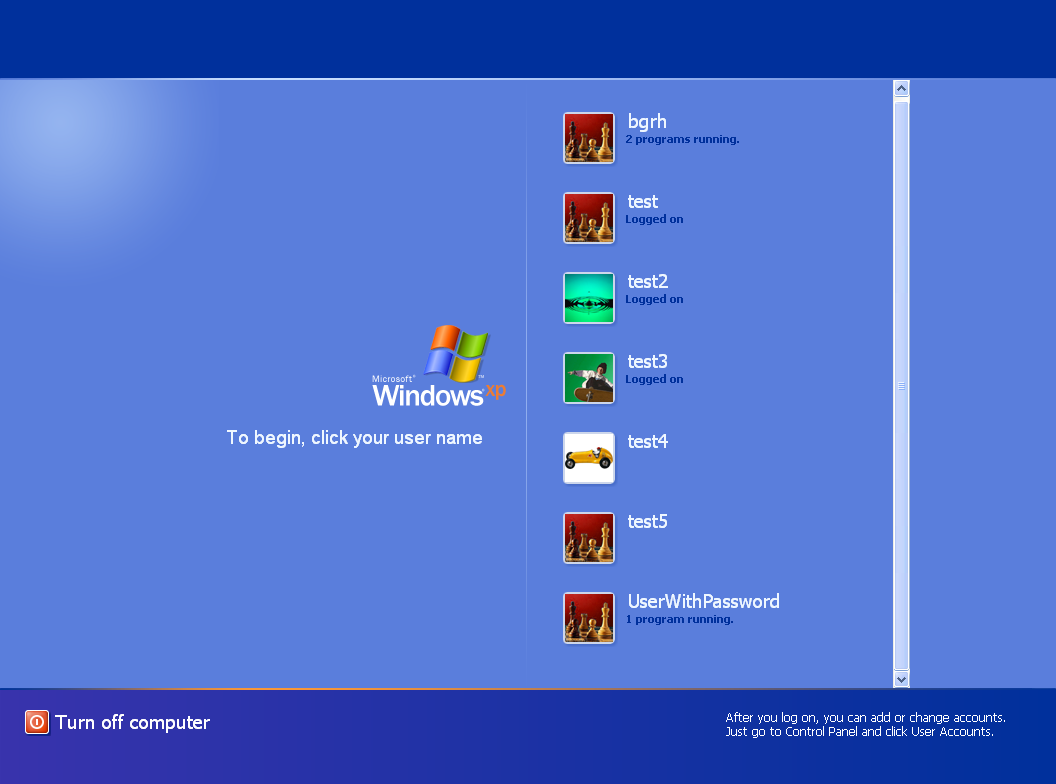 bgrh
2 programs running.
test
Logged on
test2
Logged on
test3
Logged on
Microsoft®
Windows xp™
To begin, click your user name
test4
test5
UserWithPassword
1 program running.
Turn off computer
After you log on, you can add or change accounts.
Just go to Control Panel and click User Accounts.